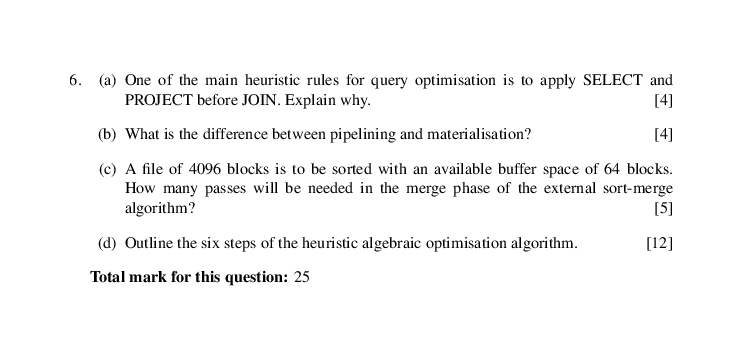 6. (a) One of the main heuristic rules for query optimisation is to apply SELECT and
PROJECT before JOIN. Explain why. [4]
(b) What is the difference between pipelining and materialisation? [4]
(c) A file of 4096 blocks is to be sorted with an available buffer space of 64 blocks.
How many passes will be needed in the merge phase of the external sort-merge
algorithm? [5]
(d) Outline the six steps of the heuristic algebraic optimisation algorithm. [12]
Total mark for this question: 25